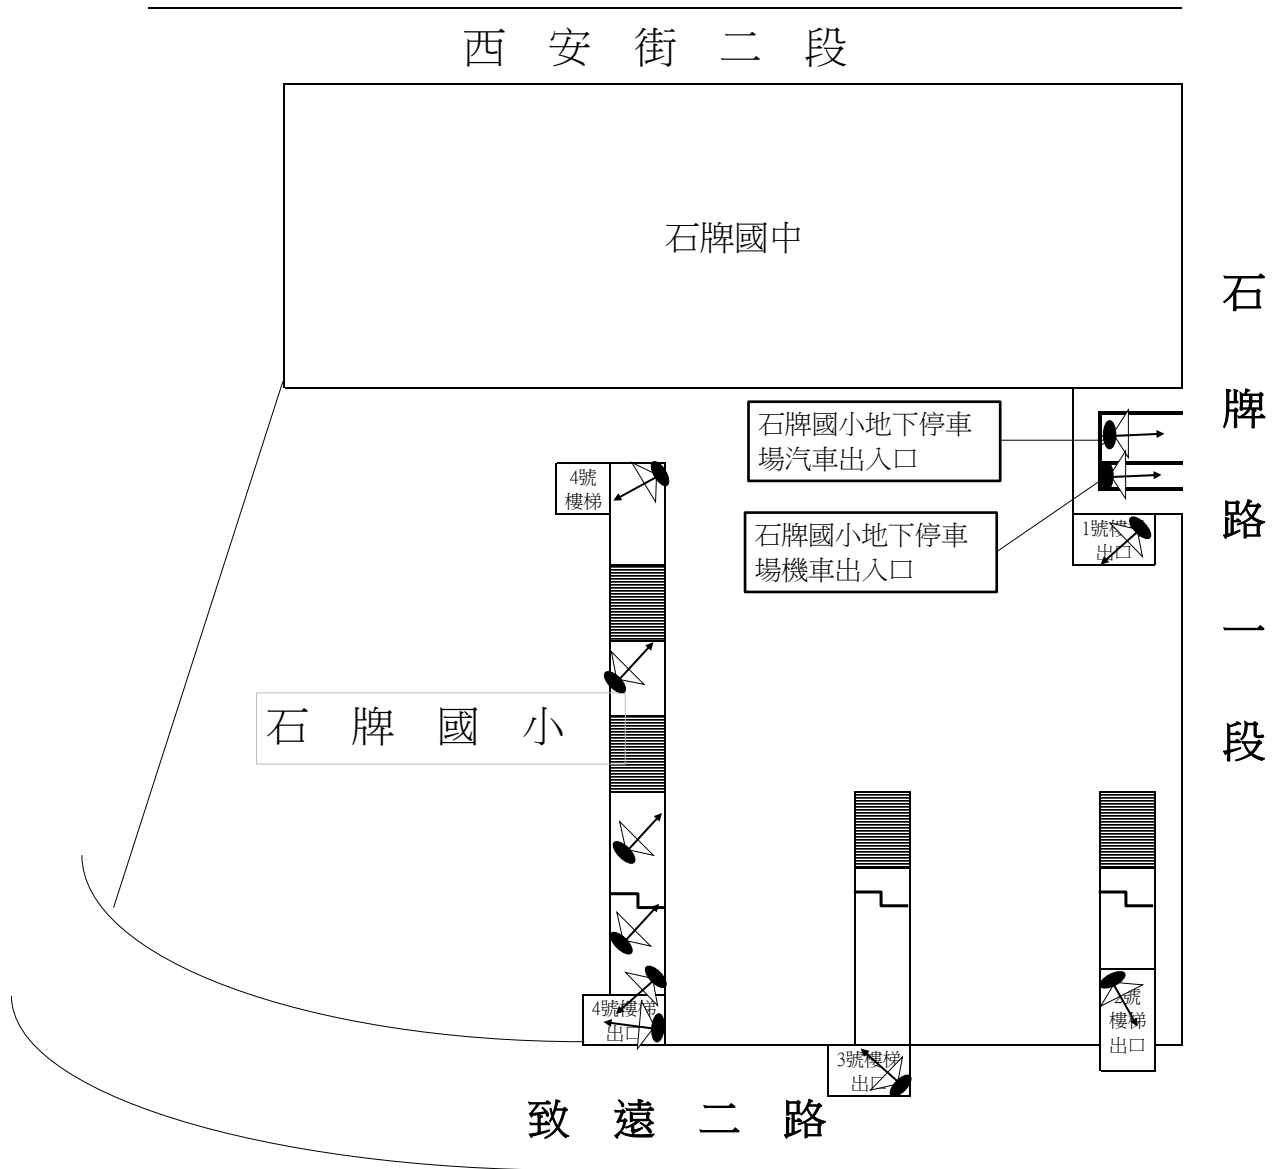 西安街二段
石牌國中
石牌路一段
石牌國小地下停車
場汽車出入口
4號
樓梯
石牌國小地下停車
場機車出入口
1號樓梯
出口
石牌國小
4號樓梯
出口
2號
樓梯
出口
3號樓梯
出口
致遠二路